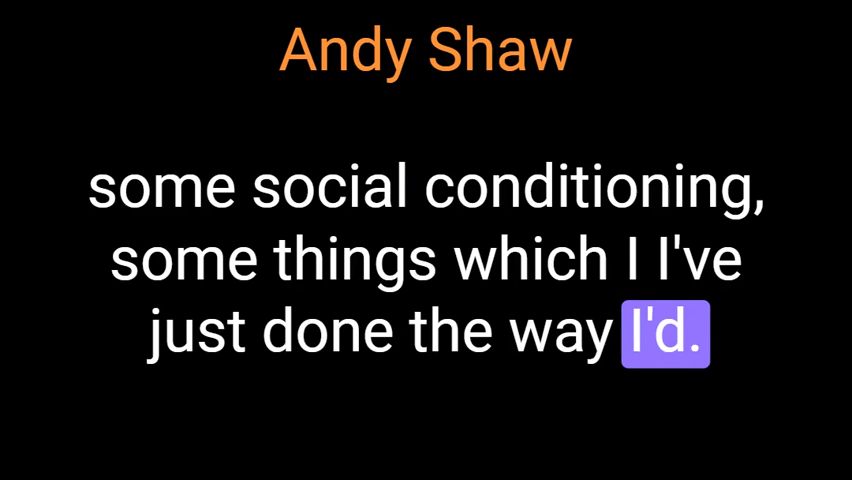 Andy Shaw
some social conditioning,
some things which I I've
just done the way I'd.